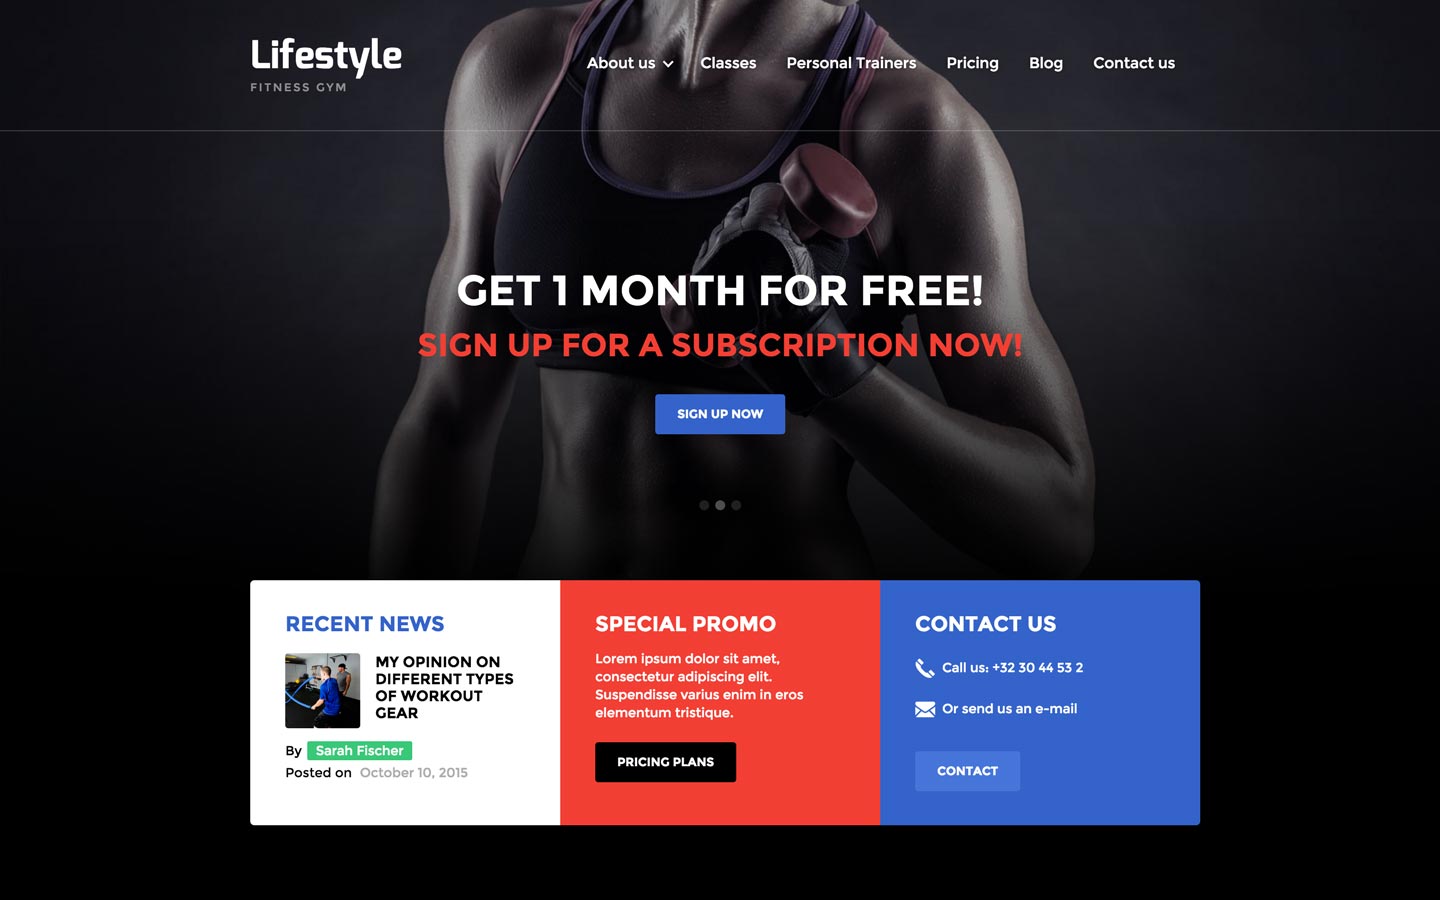 Lifestyle
FITNESS GYM
About us Classes Personal Trainers Pricing Blog Contact us
GET 1 MONTH FOR FREE!
SIGN UP FOR A SUBSCRIPTION NOW!
SIGN UP NOW
RECENT NEWS
MY OPINION ON
DIFFERENT TYPES
OF WORKOUT
GEAR
By Sarah Fischer
Posted on October 10, 2015
SPECIAL PROMO
Lorem ipsum dolor sit amet,
consectetur adipiscing elit.
Suspendisse varius enim in eros
elementum tristique.
PRICING PLANS
CONTACT US
Call us: +32 30 44 53 2
Or send us an e-mail
CONTACT